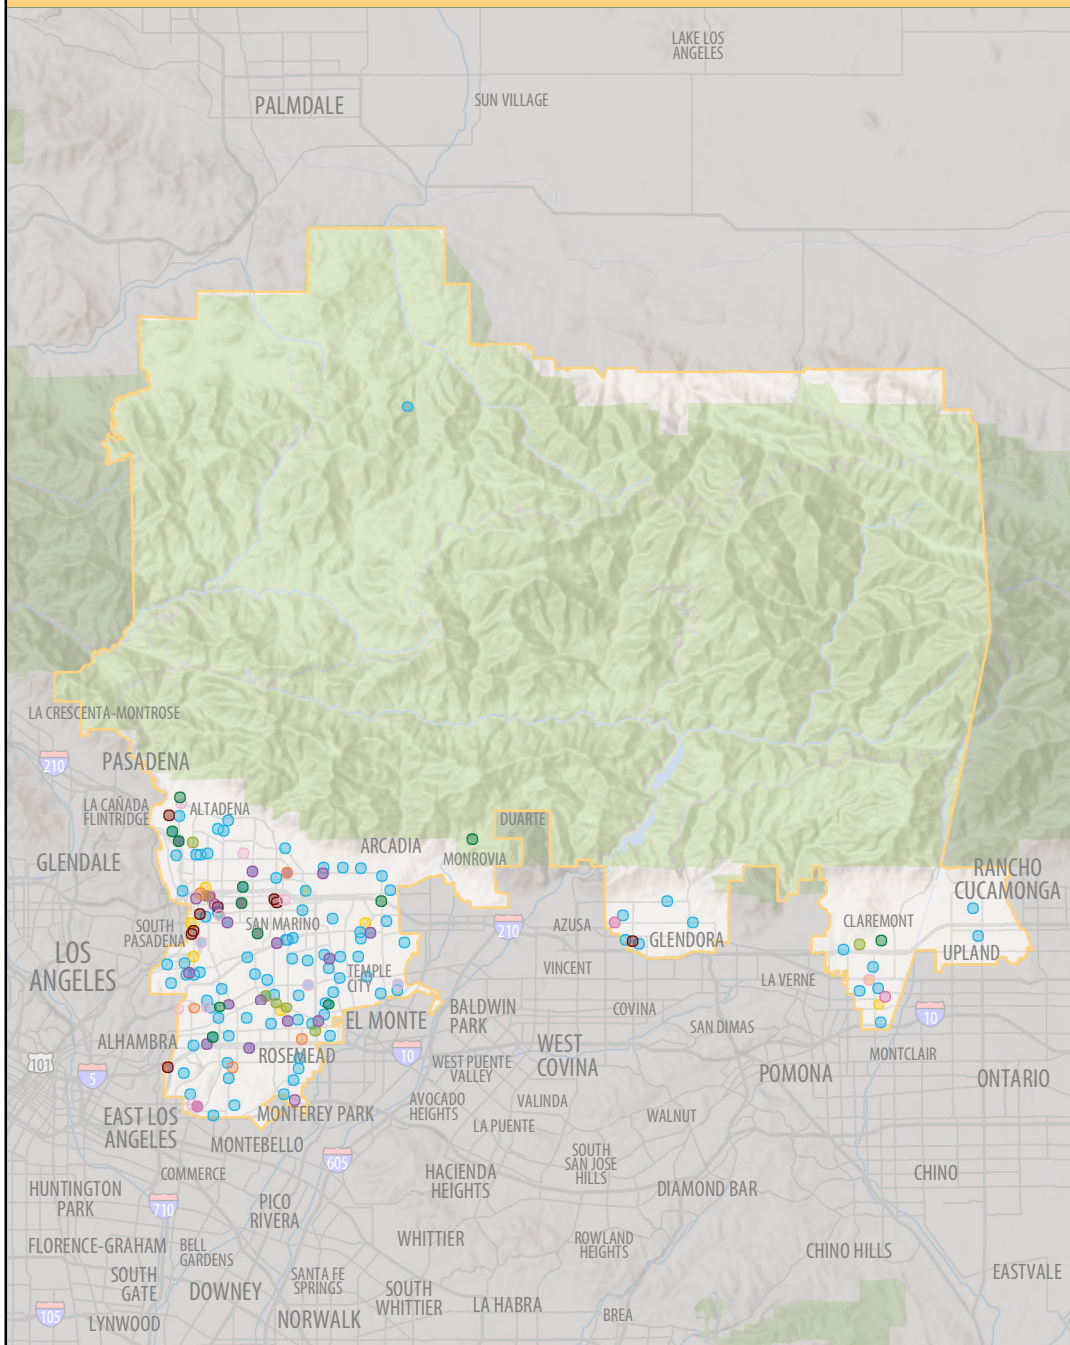 LAKE LOS
ANGELES
PALMDALE
SUN VILLAGE
LA CRESCENTA-MONTROSE
210
PASADENA
LA CAÑADA
FLINTRIDGE
ALTADENA
DUARTE
ARCADIA
MONROVIA
GLENDALE
RANCHO
CUCAMONGA
SOUTH
PASADENA
SAN MARINO
210
AZUSA
GLENDORA
CLAREMONT
UPLAND
LOS
ANGELES
TEMPLE
CITY
VINCENT
LA VERNE
BALDWIN
PARK
COVINA
10
EL MONTE
SAN DIMAS
ALHAMBRA
ROSEMEAD
10
WEST
COVINA
MONTCLAIR
101
5
WEST PUENTE
VALLEY
POMONA
ONTARIO
AVOCADO
HEIGHTS
VALINDA
EAST LOS
ANGELES
MONTEREY PARK
LA PUENTE
WALNUT
MONTEBELLO
605
SOUTH
SAN JOSE
HILLS
COMMERCE
HACIENDA
HEIGHTS
CHINO
HUNTINGTON
PARK
710
PICO
RIVERA
DIAMOND BAR
FLORENCE-GRAHAM
BELL
GARDENS
WHITTIER
ROWLAND
HEIGHTS
CHINO HILLS
SOUTH
GATE
DOWNEY
SANTA FE
SPRINGS
SOUTH
WHITTIER
EASTVALE
105
LYNWOOD
NORWALK
LA HABRA
BREA